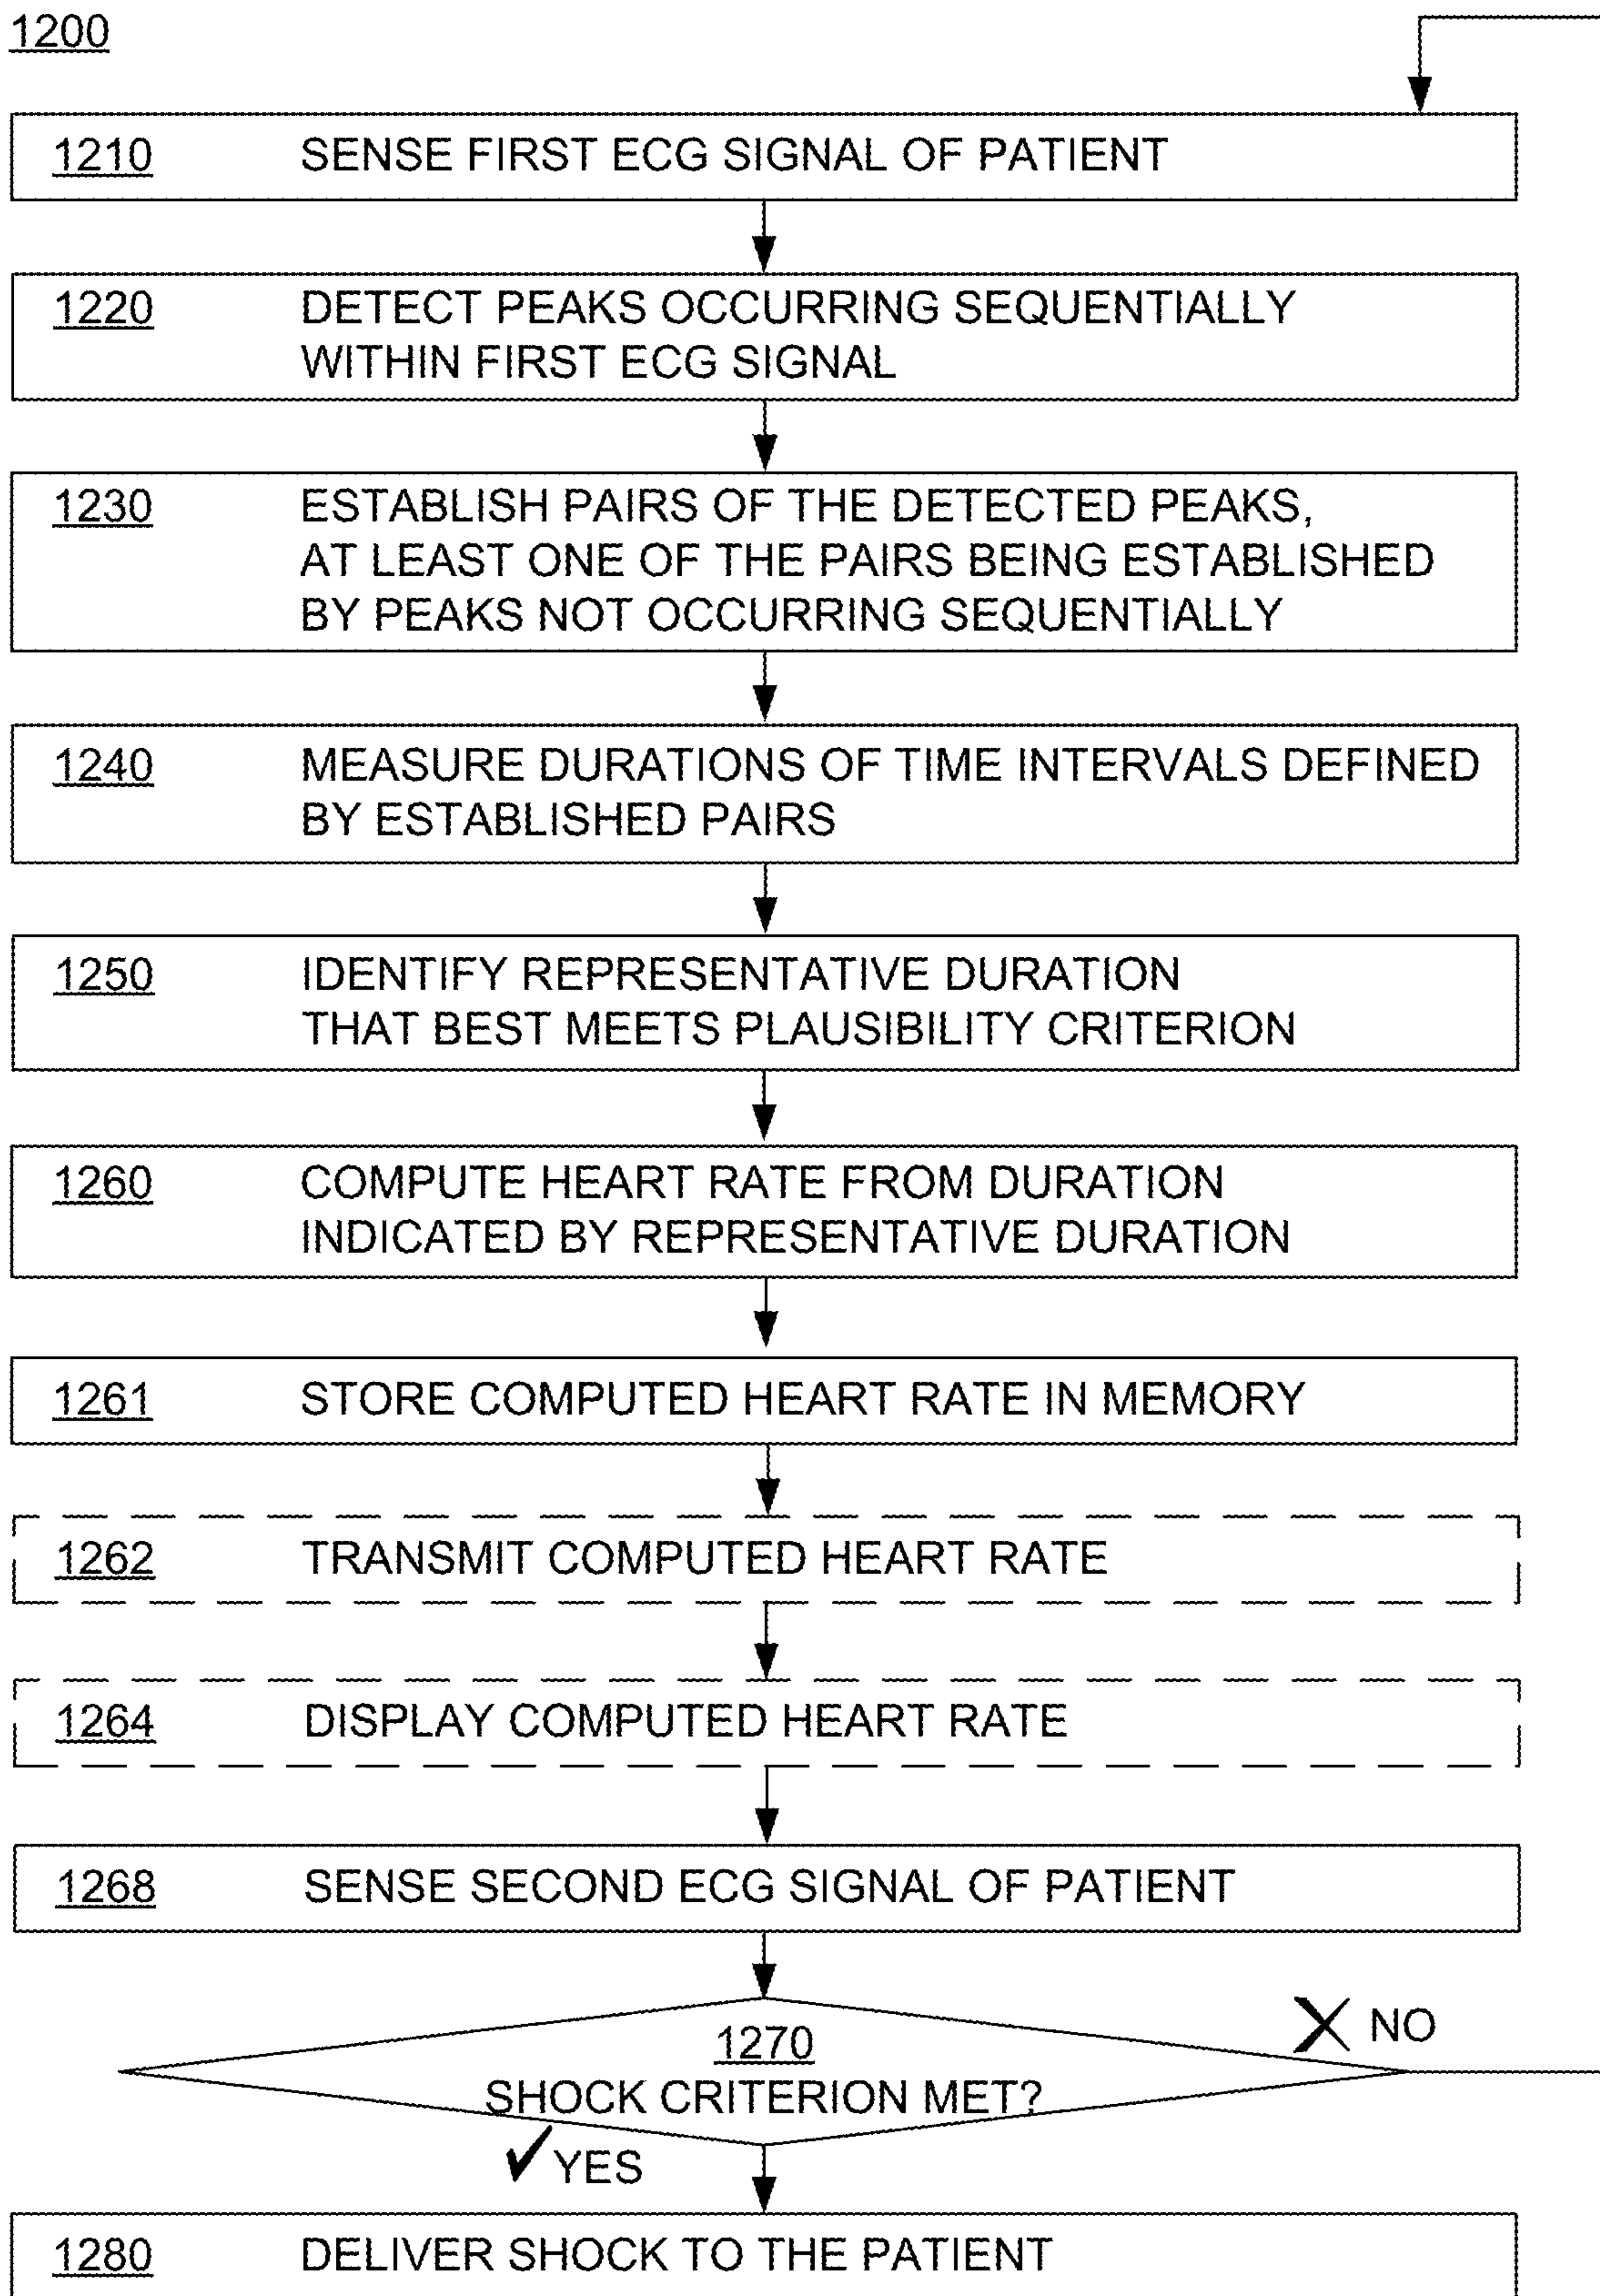 1200
1210 SENSE FIRST ECG SIGNAL OF PATIENT
1220 DETECT PEAKS OCCURRING SEQUENTIALLY
WITHIN FIRST ECG SIGNAL
1230 ESTABLISH PAIRS OF THE DETECTED PEAKS,
AT LEAST ONE OF THE PAIRS BEING ESTABLISHED
BY PEAKS NOT OCCURRING SEQUENTIALLY
1240 MEASURE DURATIONS OF TIME INTERVALS DEFINED
BY ESTABLISHED PAIRS
1250 IDENTIFY REPRESENTATIVE DURATION
THAT BEST MEETS PLAUSIBILITY CRITERION
1260 COMPUTE HEART RATE FROM DURATION
INDICATED BY REPRESENTATIVE DURATION
1261 STORE COMPUTED HEART RATE IN MEMORY
1262 TRANSMIT COMPUTED HEART RATE
1264 DISPLAY COMPUTED HEART RATE
1268 SENSE SECOND ECG SIGNAL OF PATIENT
NO
1270
SHOCK CRITERION MET?
YES
1280 DELIVER SHOCK TO THE PATIENT